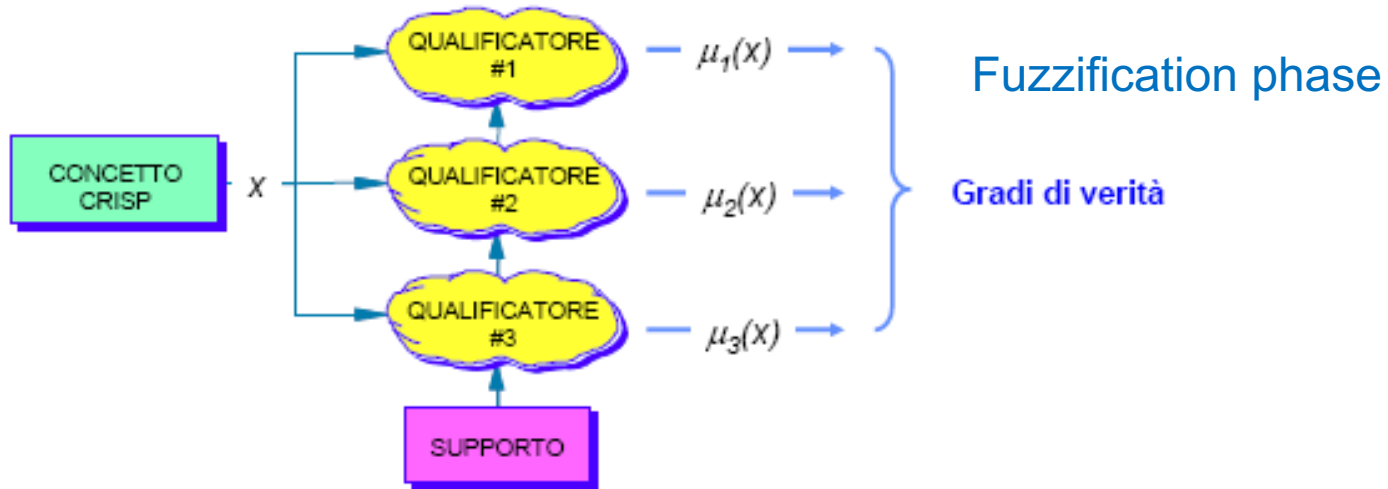 QUALIFICATORE
#1
μ1(x)
Fuzzification phase
CONCETTO
CRISP
x
QUALIFICATORE
#2
μ2(x)
Gradi di verità
QUALIFICATORE
#3
μ3(x)
SUPPORTO